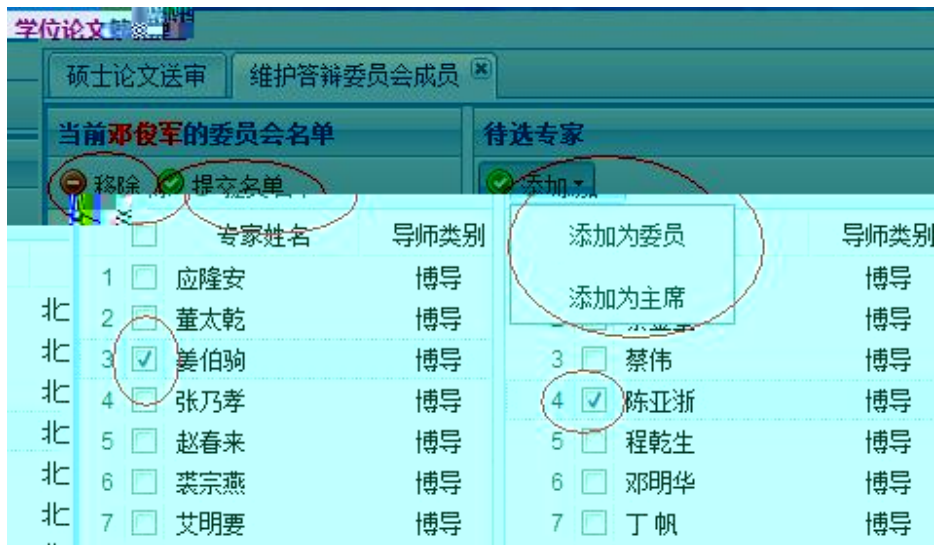 学位论文
硕士论文送审
维护答辩委员会成员
当前邓俊军的委员会名单
移除
提交名单
专家姓名
导师类别
1 应隆安 博导
北 2 董太乾 博导
北 3 姜伯驹 博导
北 4 张乃孝 博导
北 5 赵春来 博导
北 6 裘宗燕 博导
北 7 艾明要 博导
待选专家
添加
添加为委员
添加为主席
导师类别
博导
博导
3 蔡伟 博导
4 陈亚浙 博导
5 程乾生 博导
6 邓明华 博导
7 丁帆 博导